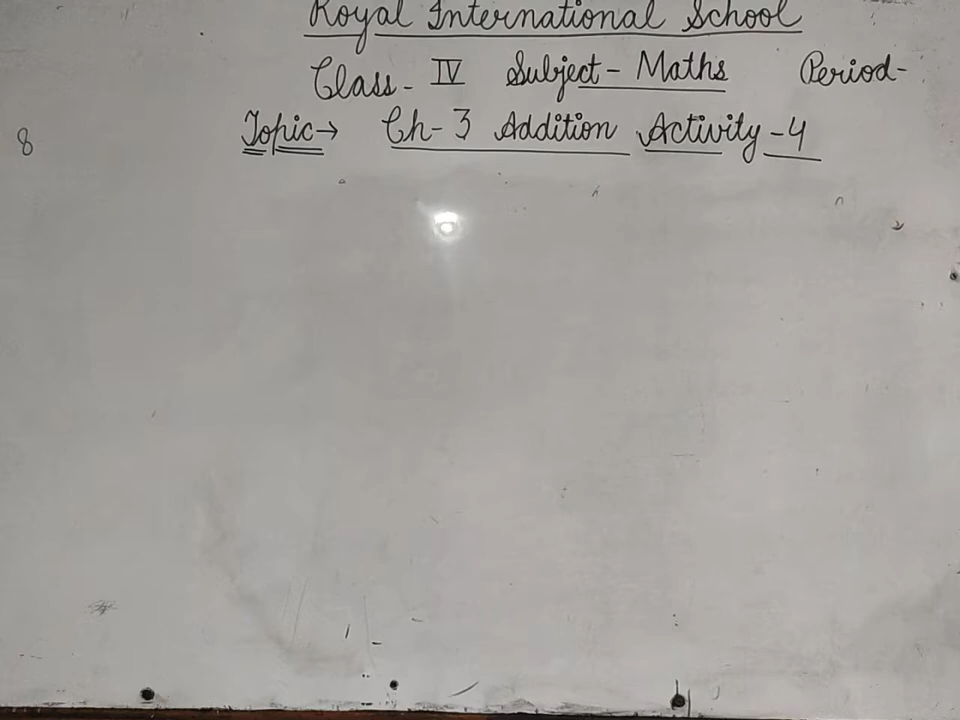 Royal International School
Class - IV Subject - Maths Period-
8 Topic → Ch- 3 Addition Activity - 4